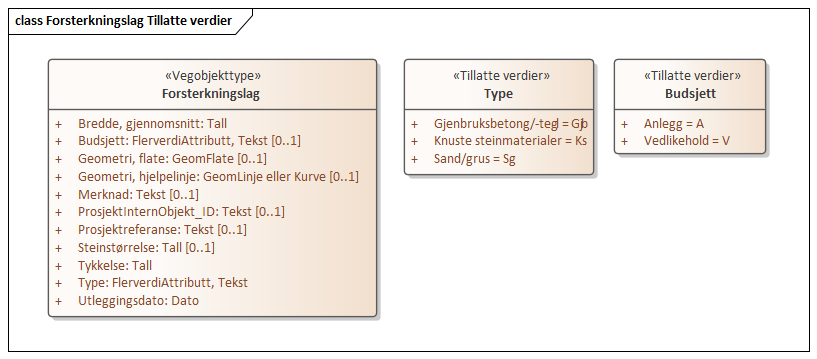 class Forsterkningslag Tillatte verdier
«Vegobjekttype»
Forsterkningslag
+ Bredde, gjennomsnitt: Tall
+ Budsjett: FlerverdiAttributt, Tekst [0..1]
+ Geometri, flate: GeomFlate [0..1]
+ Geometri, hjelpelinje: GeomLinje eller Kurve [0..1]
+ Merknad: Tekst [0..1]
+ ProsjektInternObjekt_ID: Tekst [0..1]
+ Prosjektreferanse: Tekst [0..1]
+ Steinstørrelse: Tall [0..1]
+ Tykkelse: Tall
+ Type: FlerverdiAttributt, Tekst
+ Utleggingsdato: Dato
«Tillatte verdier»
Type
+ Gjenbruksbetong/-tegl = Gjb
+ Knuste steinmaterialer = Ks
+ Sand/grus = Sg
«Tillatte verdier»
Budsjett
+ Anlegg = A
+ Vedlikehold = V